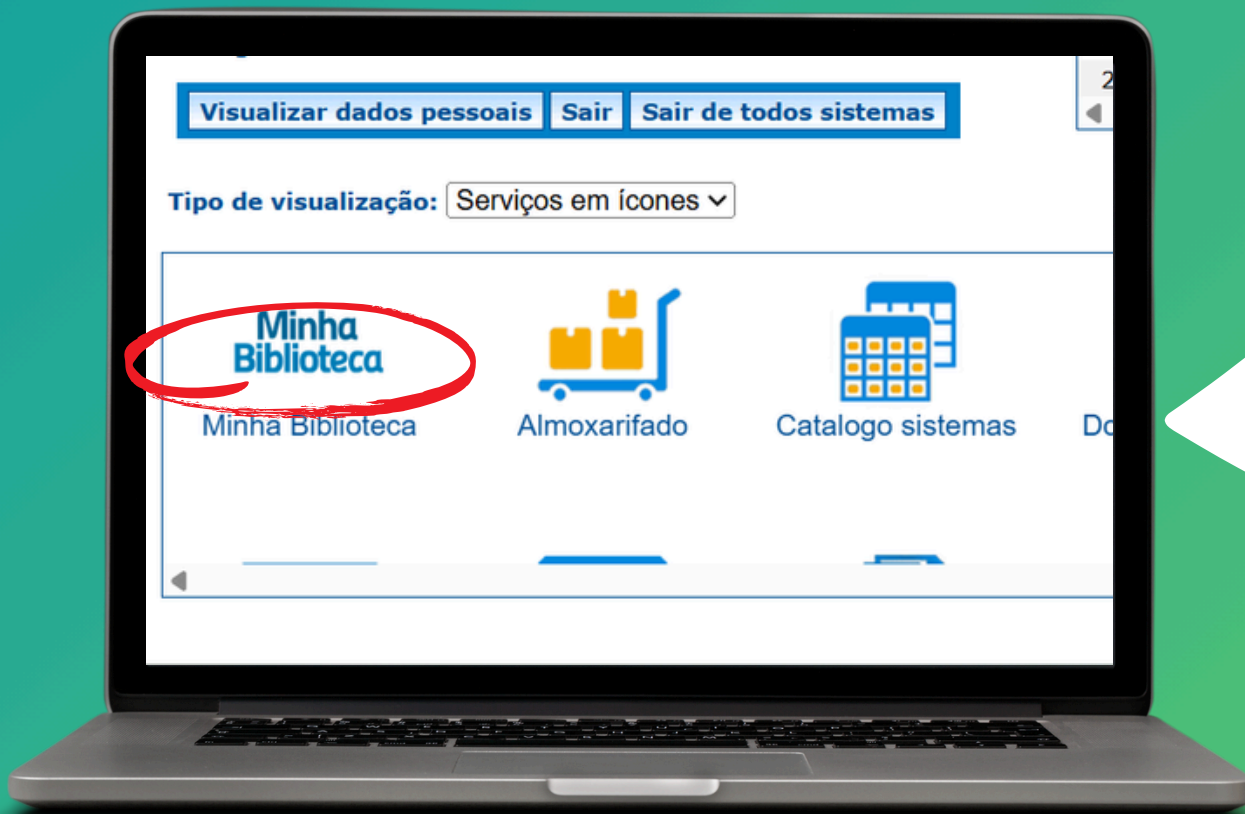 2
Visualizar dados pessoais Sair Sair de todos sistemas
Tipo de visualização: Serviços em ícones
Minha
Biblioteca
Minha Biblioteca Almoxarifado Catalogo sistemas